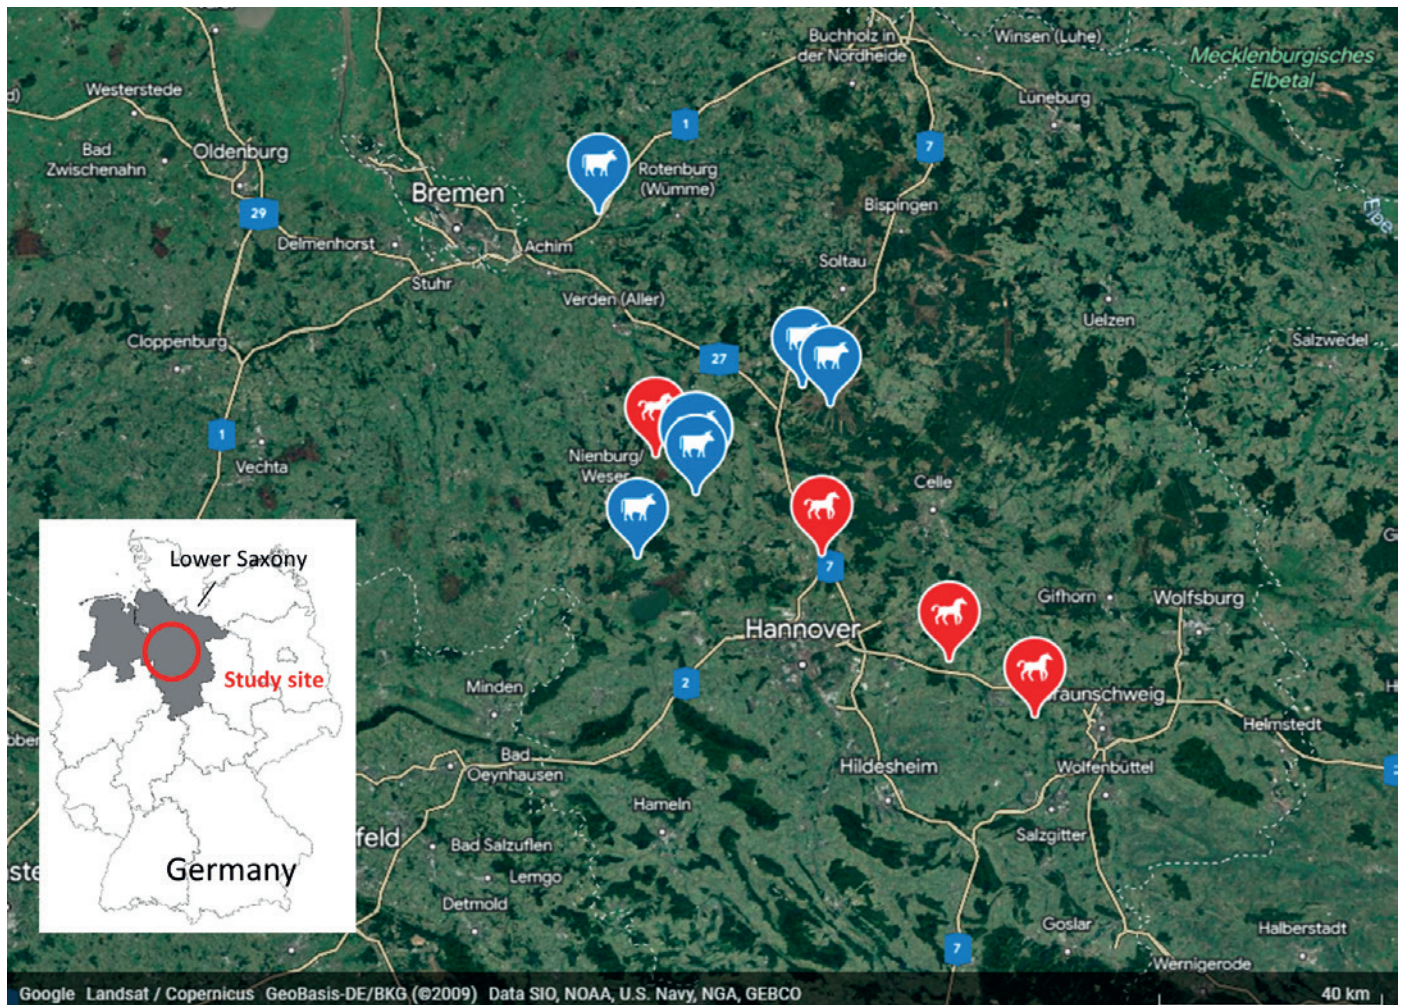 Buchholz in
der Nordheide
Winsen (Luhe)
Mecklenburgisches
Elbetal
Westerstede
Lüneburg
1
7
Bad
Zwischenahn
Oldenburg
Rotenburg
(Wümme)
Bremen
29
Bispingen
Elbe
Delmenhorst
Achim
Soltau
Stuhr
Verden (Aller)
Uelzen
Cloppenburg
27
Salzwedel
1
Vechta
Nienburg/
Weser
Celle
7
Lower Saxony
Gifhorn
Wolfsburg
Hannover
Study site
2
Minden
raunschweig
Helmstedt
Bad
Oeynhausen
Hildesheim
Wolfenbüttel
Hameln
feld
Bad Salzuflen
Salzgitter
Germany
Lemgo
Detmold
Goslar
Halberstadt
7
Wernigerode
Google Landsat / Copernicus GeoBasis-DE/BKG (©2009) Data SIO, NOAA, U.S. Navy, NGA, GEBCO
40 km